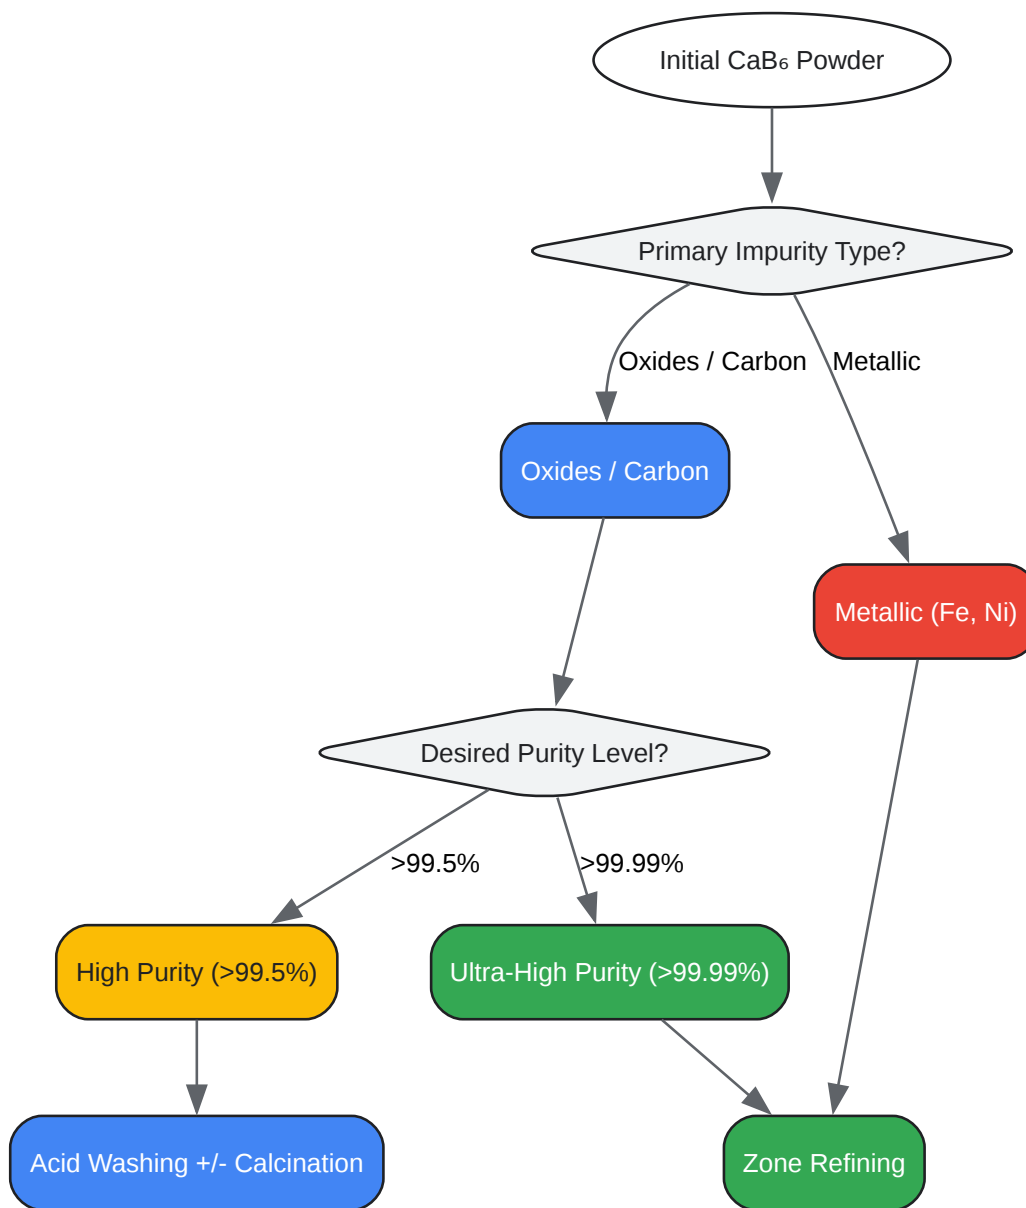 Initial CaB₆ Powder
Primary Impurity Type?
Oxides / Carbon
Metallic
Oxides / Carbon
Metallic (Fe, Ni)
Desired Purity Level?
>99.5%
>99.99%
High Purity (>99.5%)
Ultra-High Purity (>99.99%)
Acid Washing +/- Calcination
Zone Refining